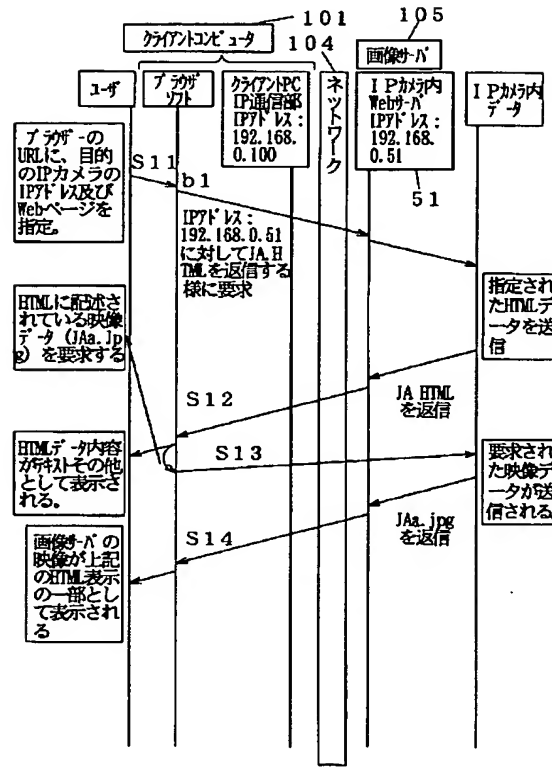 101
105
クライアントコンピュータ
104
画像サーバ
ユーザ
ブラウザ
ソフト
クライアントPC
IP通信部
IPアドレス：
192.168.
0.100
ネットワーク
IPカメラ内
Webサーバ
IPアドレス：
192.168.
0.51
IPカメラ内
データ
51
ブラウザーの
URLに、目的
のIPカメラの
IPアドレス及び
Webページを
指定。
S11
b1
IPアドレス：
192.168.0.51
に対してJA.H
TMLを返信する
様に要求
指定され
たHTMLデ
ータを送
信
HTMLに記述さ
れている映像
データ (JAa.jp
g) を要求する
S12
JA HTML
を返信
HTMLデータ内容
がテキストその他
として表示さ
れる。
S13
要求され
た映像デ
ータが送
信される
S14
JAa.jpg
を返信
画像サーバの
映像が上記
のHTML表示
の一部とし
て表示され
る